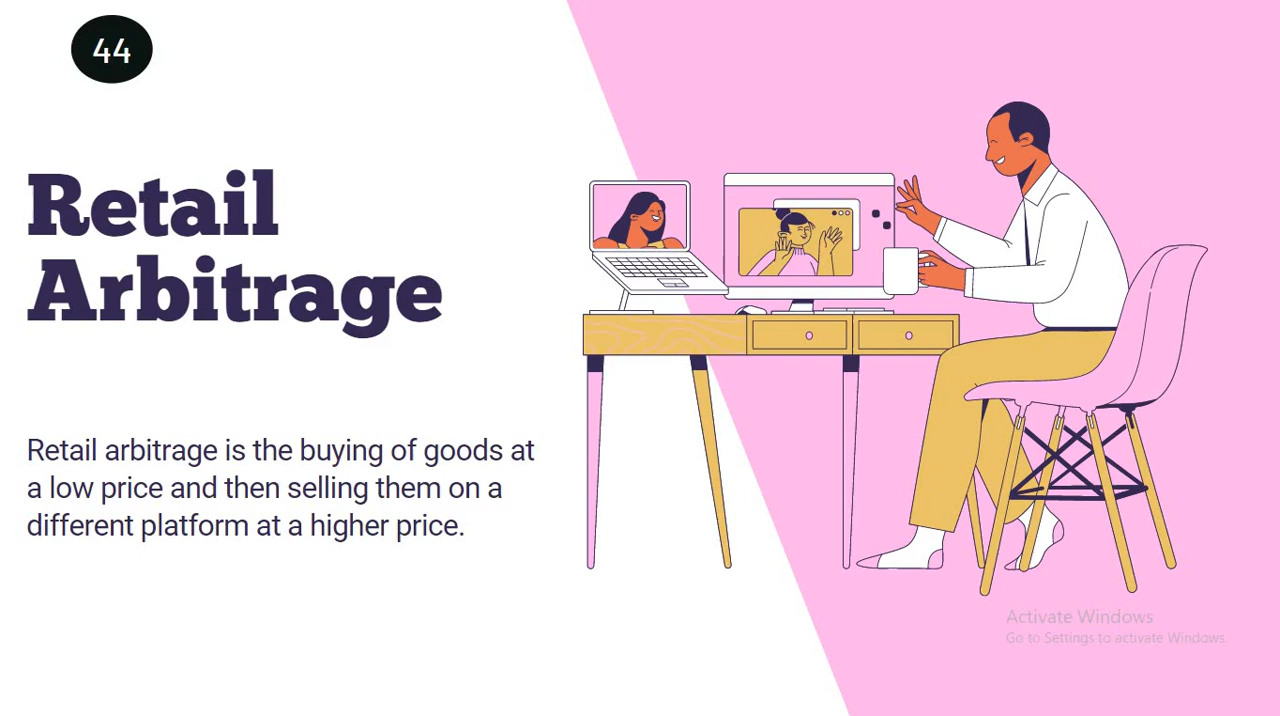 44
Retail
Arbitrage
Retail arbitrage is the buying of goods at
a low price and then selling them on a
different platform at a higher price.
Activate Windows
Go to Settings to activate Windows.